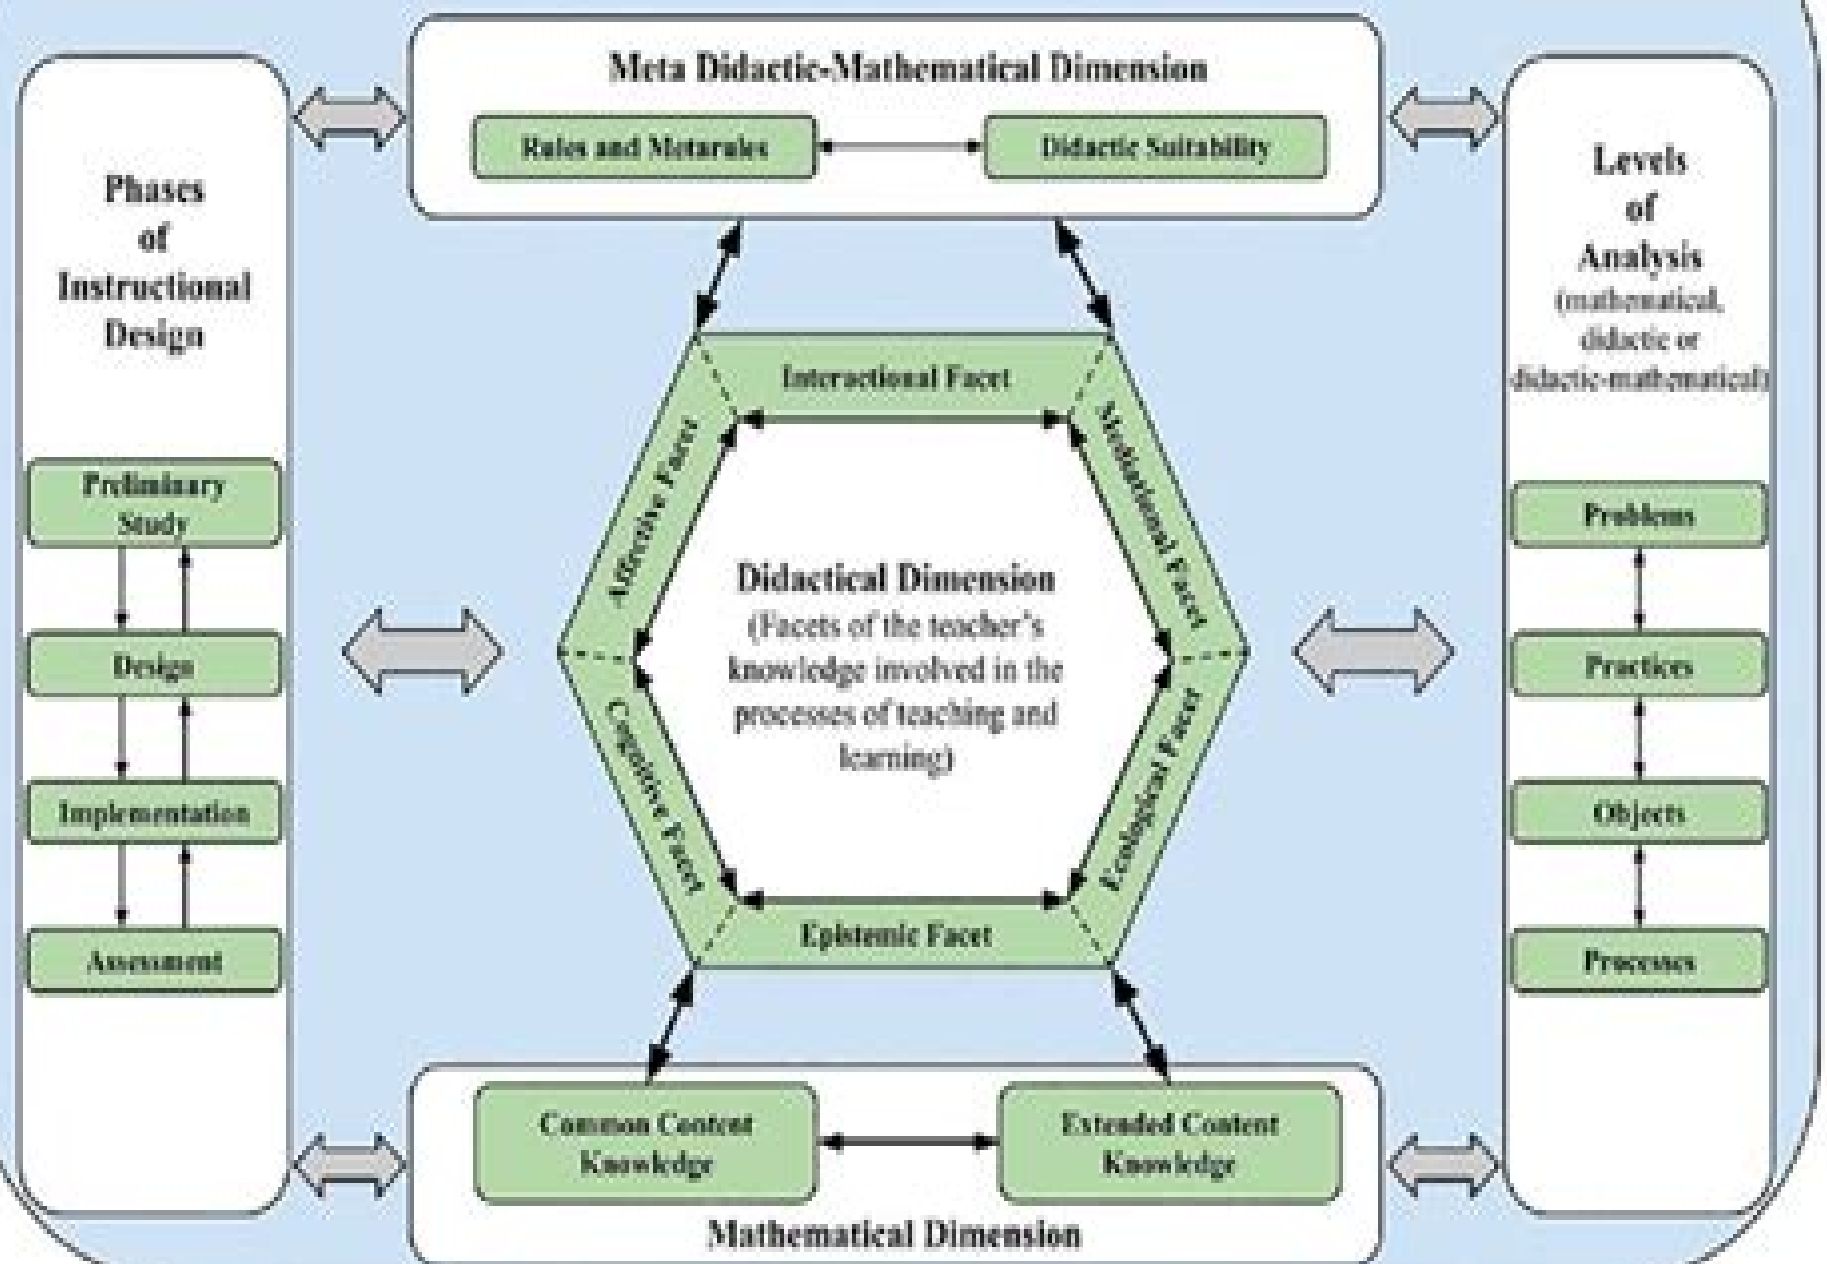 Meta Didactic-Mathematical Dimension
Rules and Metarules
Didactic Suitability
Phases
of
Instructional
Design
Preliminary
Study
Design
Implementation
Assessment
Interactional Facet
Affective Facet
Mediational Facet
Didactical Dimension
(Facets of the teacher's
knowledge involved in the
processes of teaching and
learning)
Cognitive Facet
Ecological Facet
Epistemic Facet
Levels
of
Analysis
(mathematical,
didactic or
didactic-mathematical)
Problems
Practices
Objects
Processes
Common Content
Knowledge
Extended Content
Knowledge
Mathematical Dimension